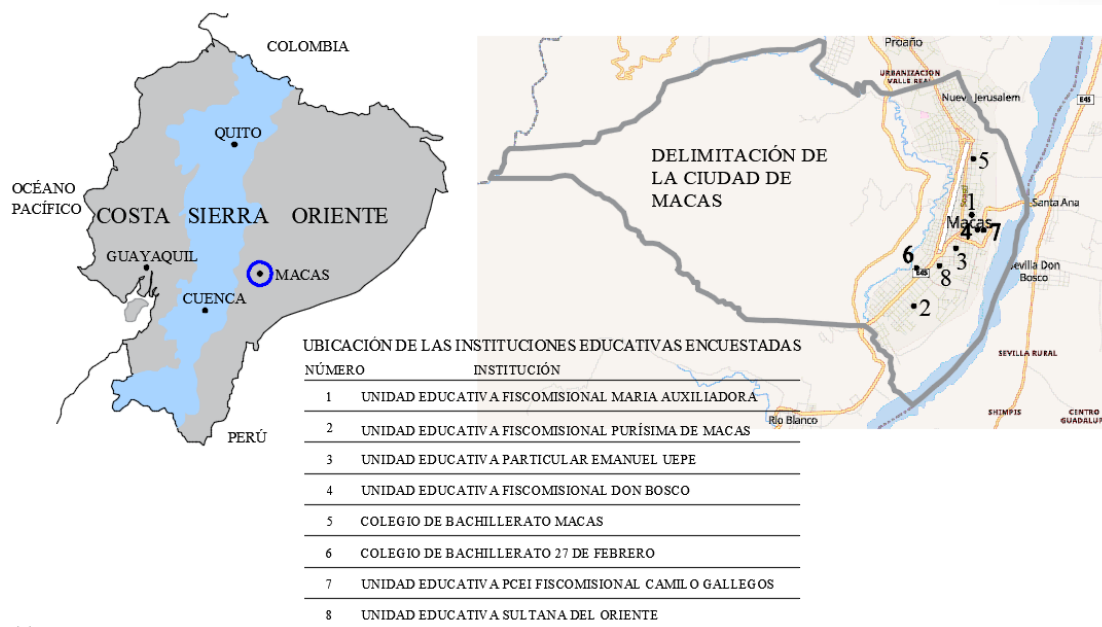 COLOMBIA
QUITO
OCÉANO
PACÍFICO
COSTA SIERRA ORIENTE
GUAYAQUIL
MACAS
CUENCA
PERÚ
Proaño
URBANIZACION
VALLE REAL
Nueva Jerusalem
E45
DELIMITACIÓN DE
LA CIUDAD DE
MACAS
5
1
Santa Ana
Macas
4 7
3
6
E45
8
Sevilla Don
Bosco
2
SEVILLA RURAL
Rio Blanco
SHIMPIS
CENTRO
GUADALUP
UBICACIÓN DE LAS INSTITUCIONES EDUCATIVAS ENCUESTADAS
NÚMERO INSTITUCIÓN
1 UNIDAD EDUCATIVA FISCOMISIONAL MARIA AUXILIADORA
2 UNIDAD EDUCATIVA FISCOMISIONAL PURÍSIMA DE MACAS
3 UNIDAD EDUCATIVA PARTICULAR EMANUEL UEPE
4 UNIDAD EDUCATIVA FISCOMISIONAL DON BOSCO
5 COLEGIO DE BACHILLERATO MACAS
6 COLEGIO DE BACHILLERATO 27 DE FEBRERO
7 UNIDAD EDUCATIVA PCEI FISCOMISIONAL CAMILO GALLEGOS
8 UNIDAD EDUCATIVA SULTANA DEL ORIENTE